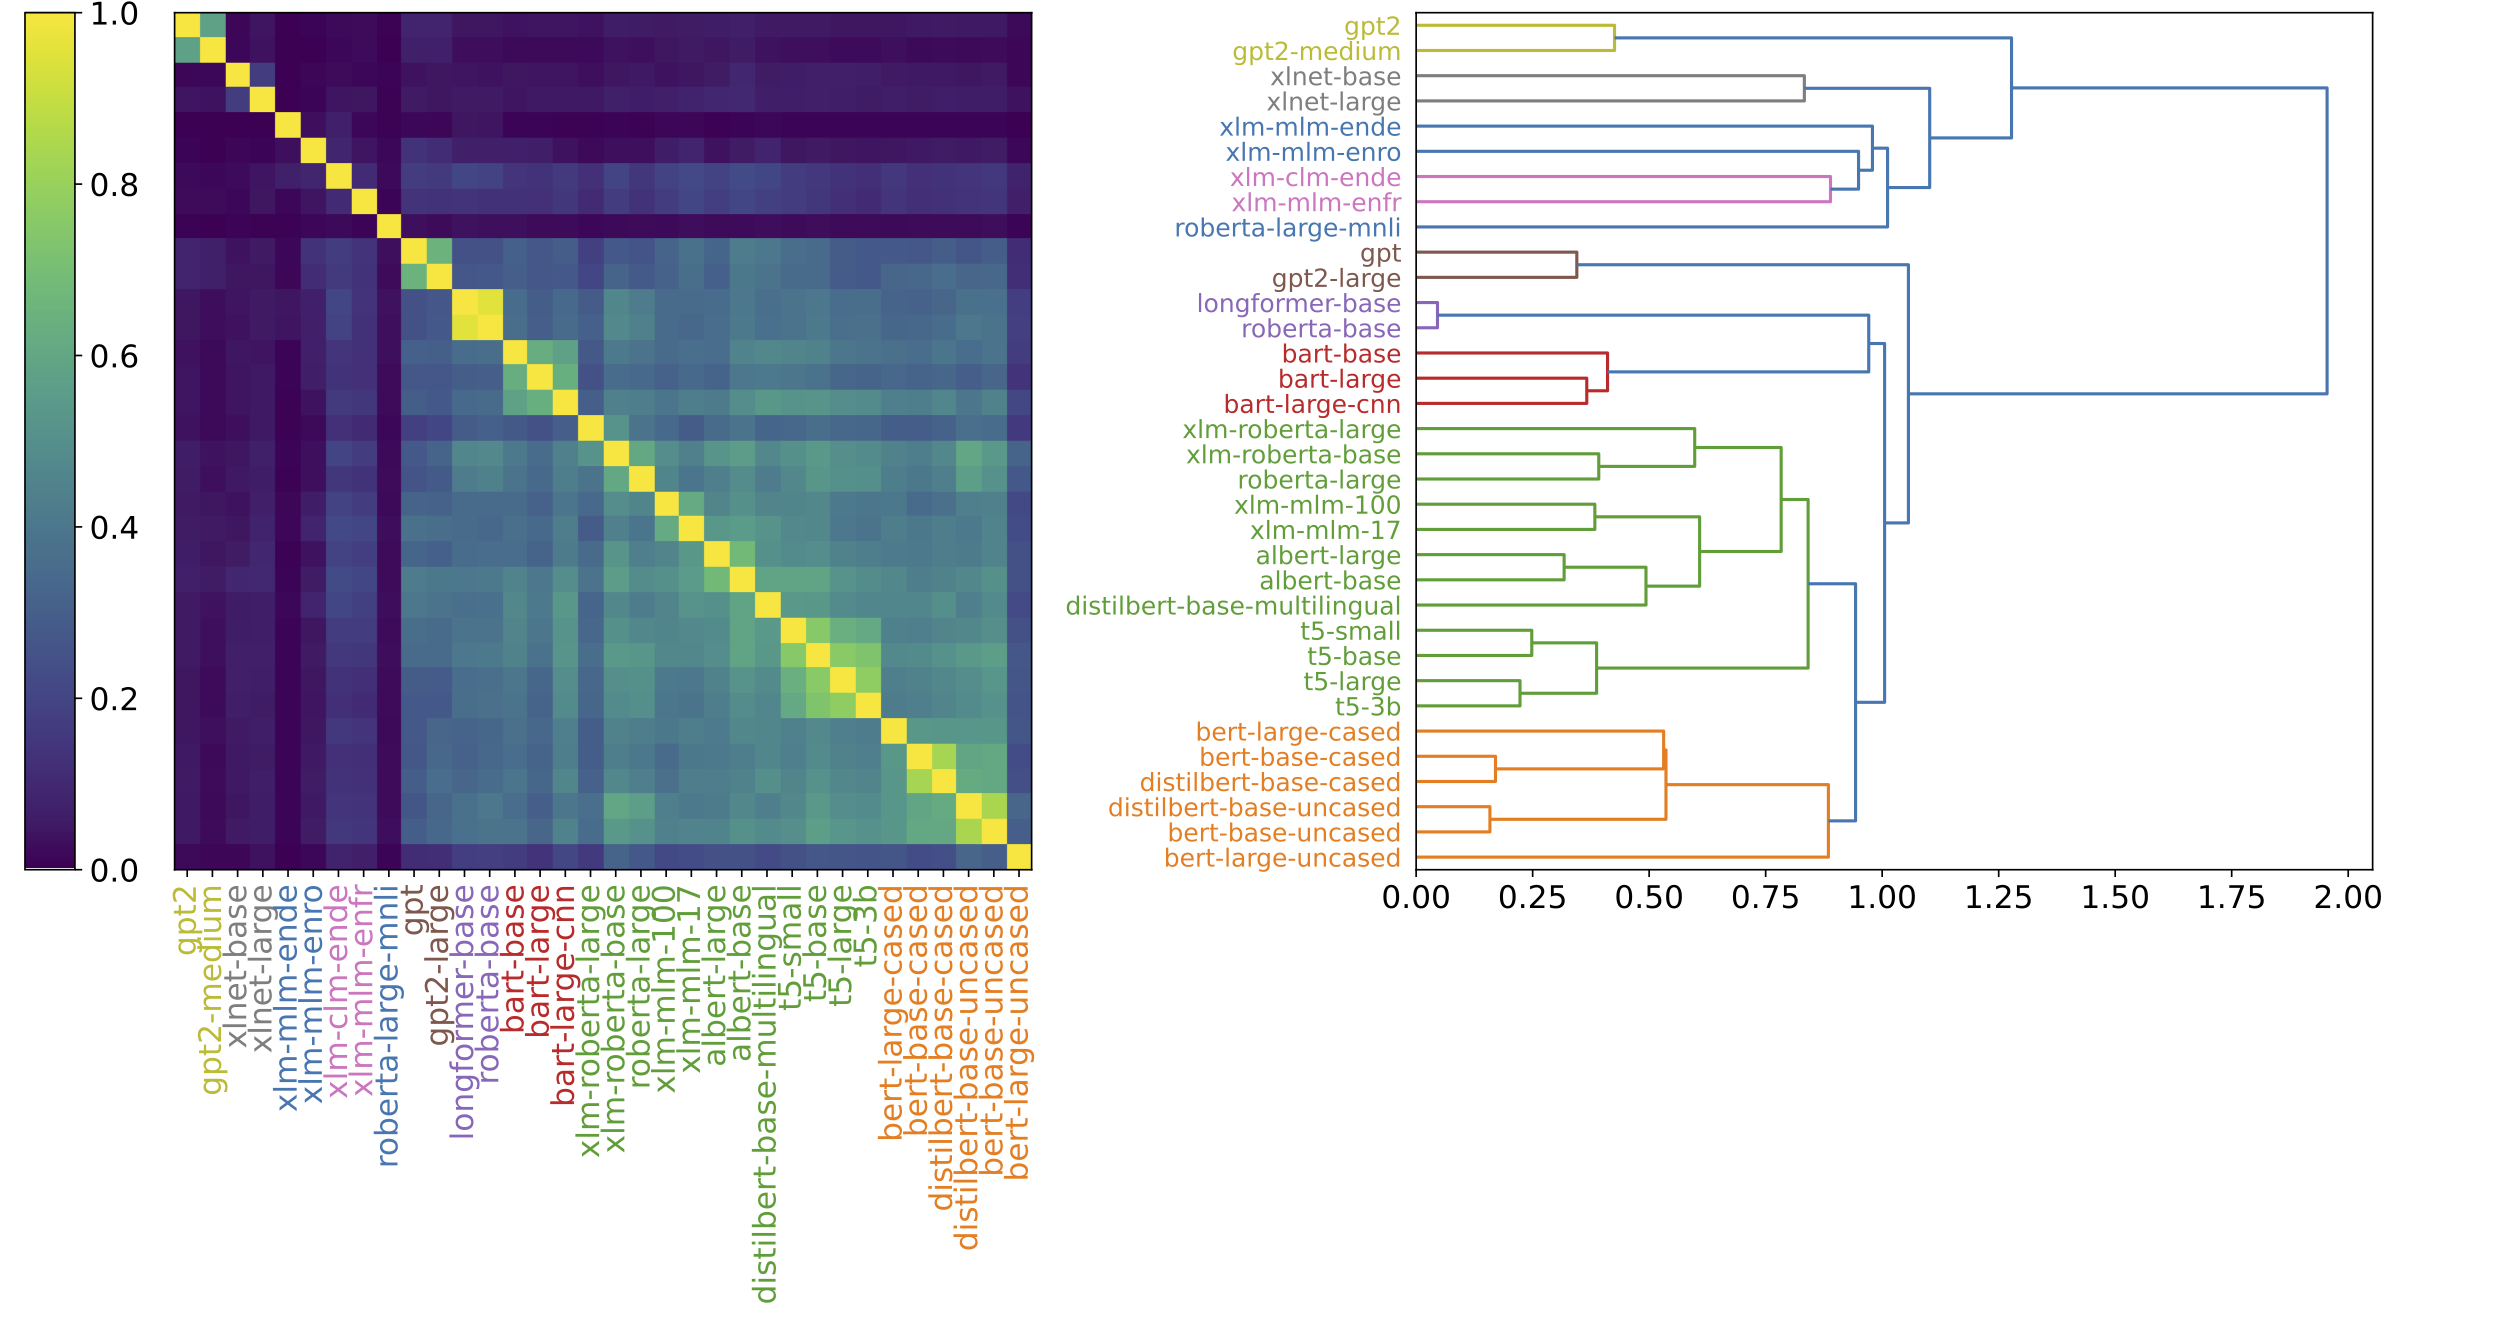 1.0
0.8
0.6
0.4
0.2
0.0
gpt2
gpt2-medium
xlnet-base
xlnet-large
xlm-mlm-ende
xlm-mlm-enro
xlm-clm-ende
xlm-mlm-enfr
roberta-large-mnli
gpt
gpt2-large
longformer-base
roberta-base
bart-base
bart-large
bart-large-cnn
xlm-roberta-large
xlm-roberta-base
roberta-large
xlm-mlm-100
xlm-mlm-17
albert-large
albert-base
distilbert-base-multilingual
t5-small
t5-base
t5-large
t5-3b
bert-large-cased
bert-base-cased
distilbert-base-cased
distilbert-base-uncased
bert-base-uncased
bert-large-uncased
gpt2
gpt2-medium
xlnet-base
xlnet-large
xlm-mlm-ende
xlm-mlm-enro
xlm-clm-ende
xlm-mlm-enfr
roberta-large-mnli
gpt
gpt2-large
longformer-base
roberta-base
bart-base
bart-large
bart-large-cnn
xlm-roberta-large
xlm-roberta-base
roberta-large
xlm-mlm-100
xlm-mlm-17
albert-large
albert-base
distilbert-base-multilingual
t5-small
t5-base
t5-large
t5-3b
bert-large-cased
bert-base-cased
distilbert-base-cased
distilbert-base-uncased
bert-base-uncased
bert-large-uncased
0.00 0.25 0.50 0.75 1.00 1.25 1.50 1.75 2.00